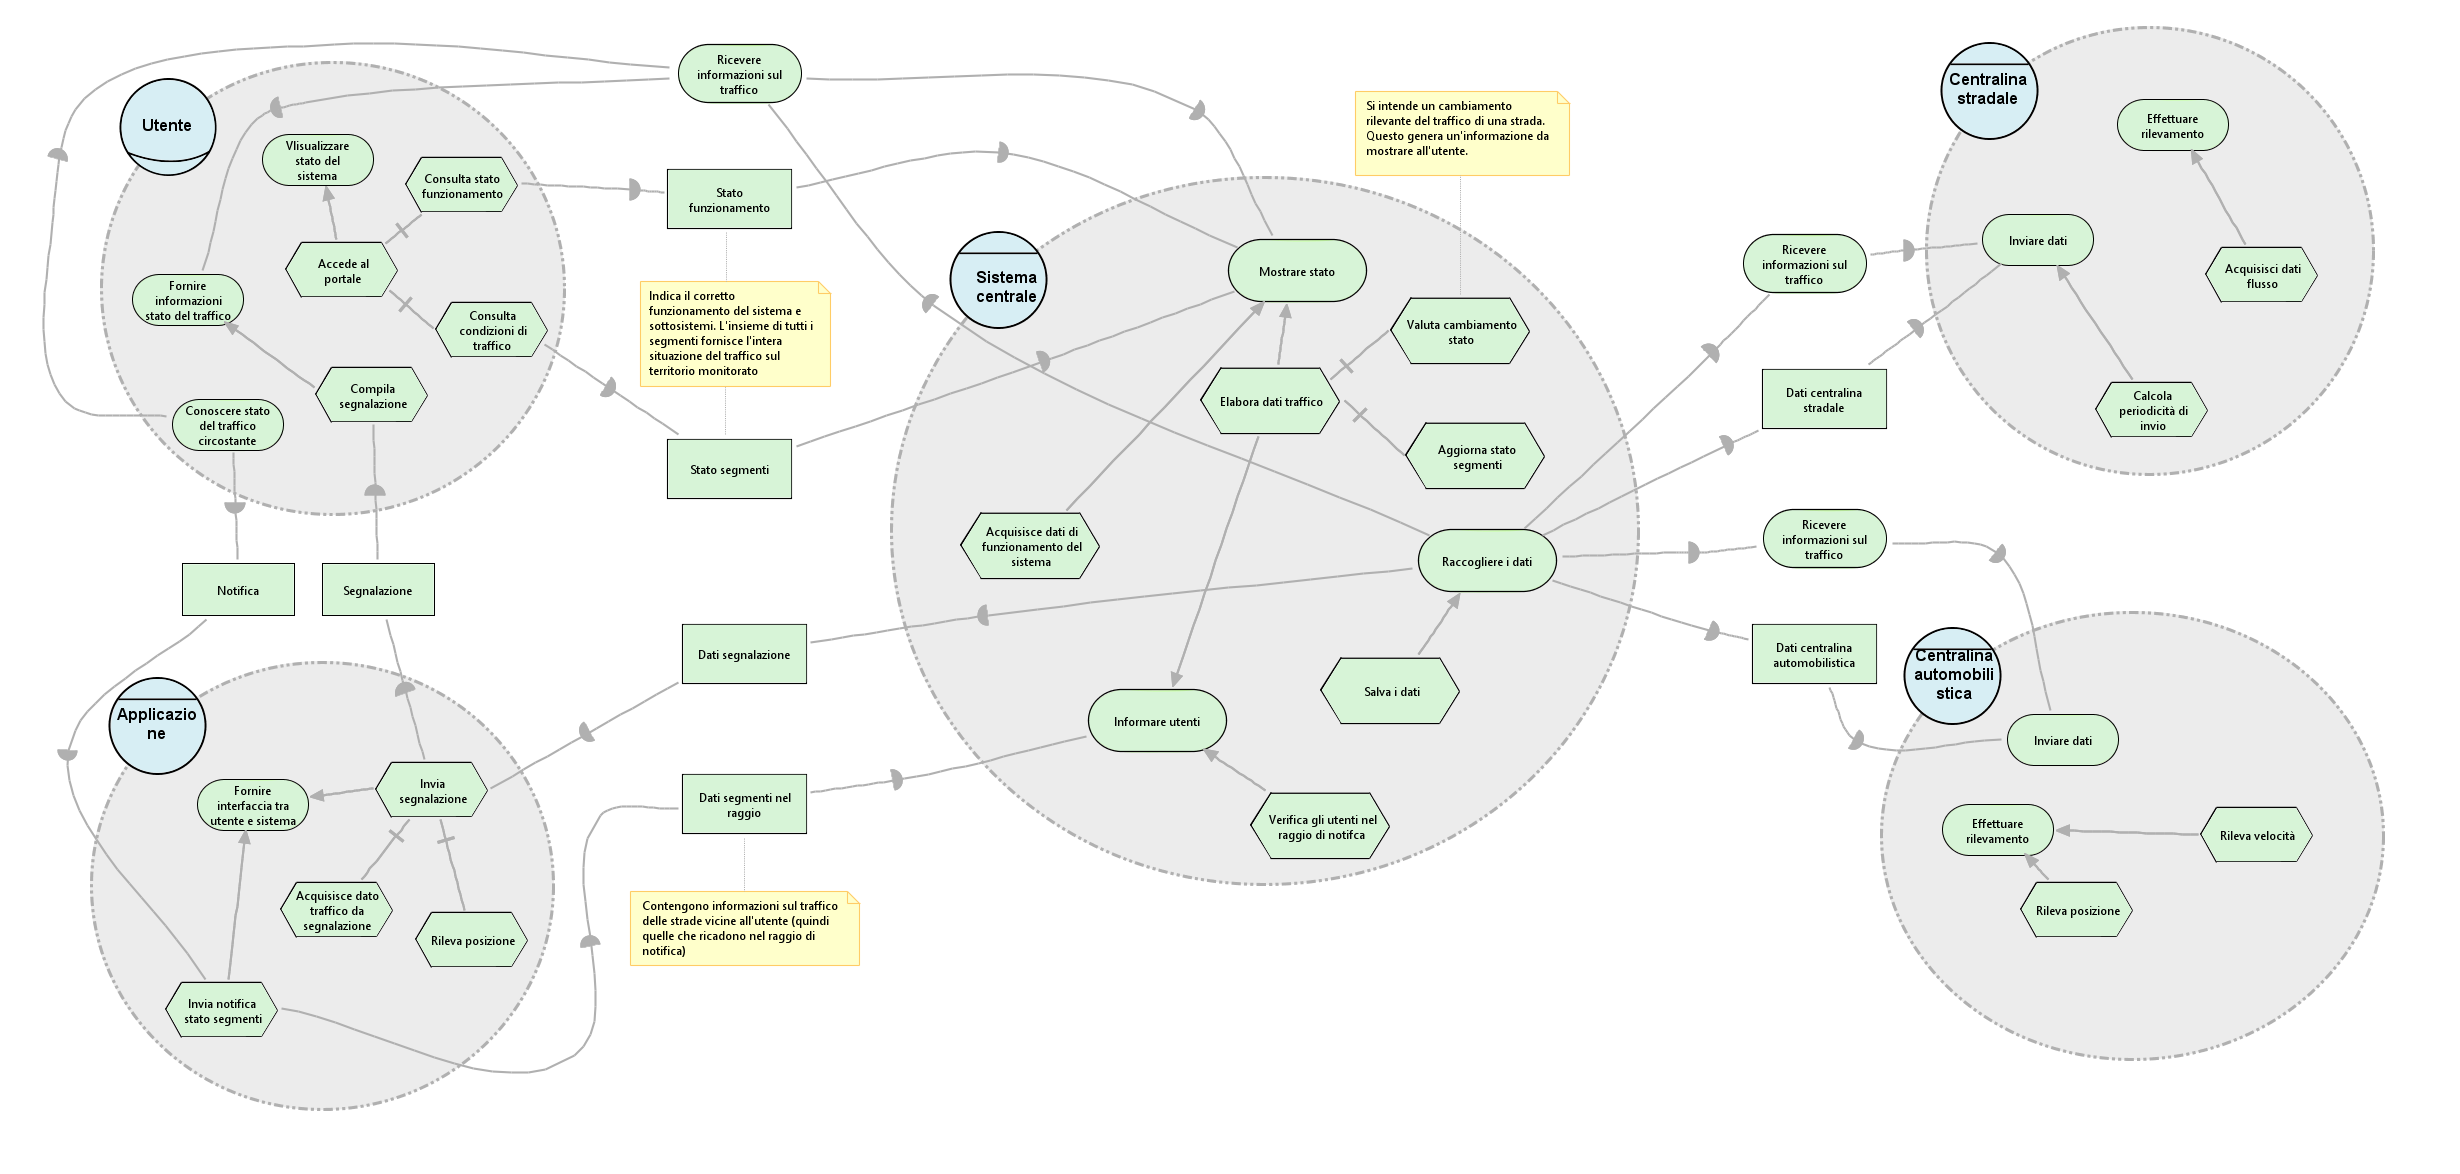 Ricevere
informazioni sul
traffico
Utente
Vlisualizzare
stato del
sistema
Consulta stato
funzionamento
Accede al
portale
Fornire
informazioni
stato del traffico
Consulta
condizioni di
traffico
Compila
segnalazione
Conoscere stato
del traffico
circostante
Stato
funzionamento
Indica il corretto
funzionamento del sistema e
sottosistemi. L'insieme di tutti i
segmenti fornisce l'intera
situazione del traffico sul
territorio monitorato
Stato segmenti
Si intende un cambiamento
rilevante del traffico di una strada.
Questo genera un'informazione da
mostrare all'utente.
Sistema
centrale
Mostrare stato
Valuta cambiamento
stato
Elabora dati traffico
Aggiorna stato
segmenti
Acquisisce dati di
funzionamento del
sistema
Raccogliere i dati
Salva i dati
Informare utenti
Verifica gli utenti nel
raggio di notifca
Centralina
stradale
Effettuare
rilevamento
Inviare dati
Acquisisci dati
flusso
Calcola
periodicità di
invio
Ricevere
informazioni sul
traffico
Dati centralina
stradale
Ricevere
informazioni sul
traffico
Dati centralina
automobilistica
Centralina
automobili
stica
Inviare dati
Effettuare
rilevamento
Rileva velocità
Rileva posizione
Notifica
Segnalazione
Dati segnalazione
Dati segmenti nel
raggio
Contengono informazioni sul traffico
delle strade vicine all'utente (quindi
quelle che ricadono nel raggio di
notifica)
Applicazio
ne
Fornire
interfaccia tra
utente e sistema
Invia
segnalazione
Acquisisce dato
traffico da
segnalazione
Rileva posizione
Invia notifica
stato segmenti